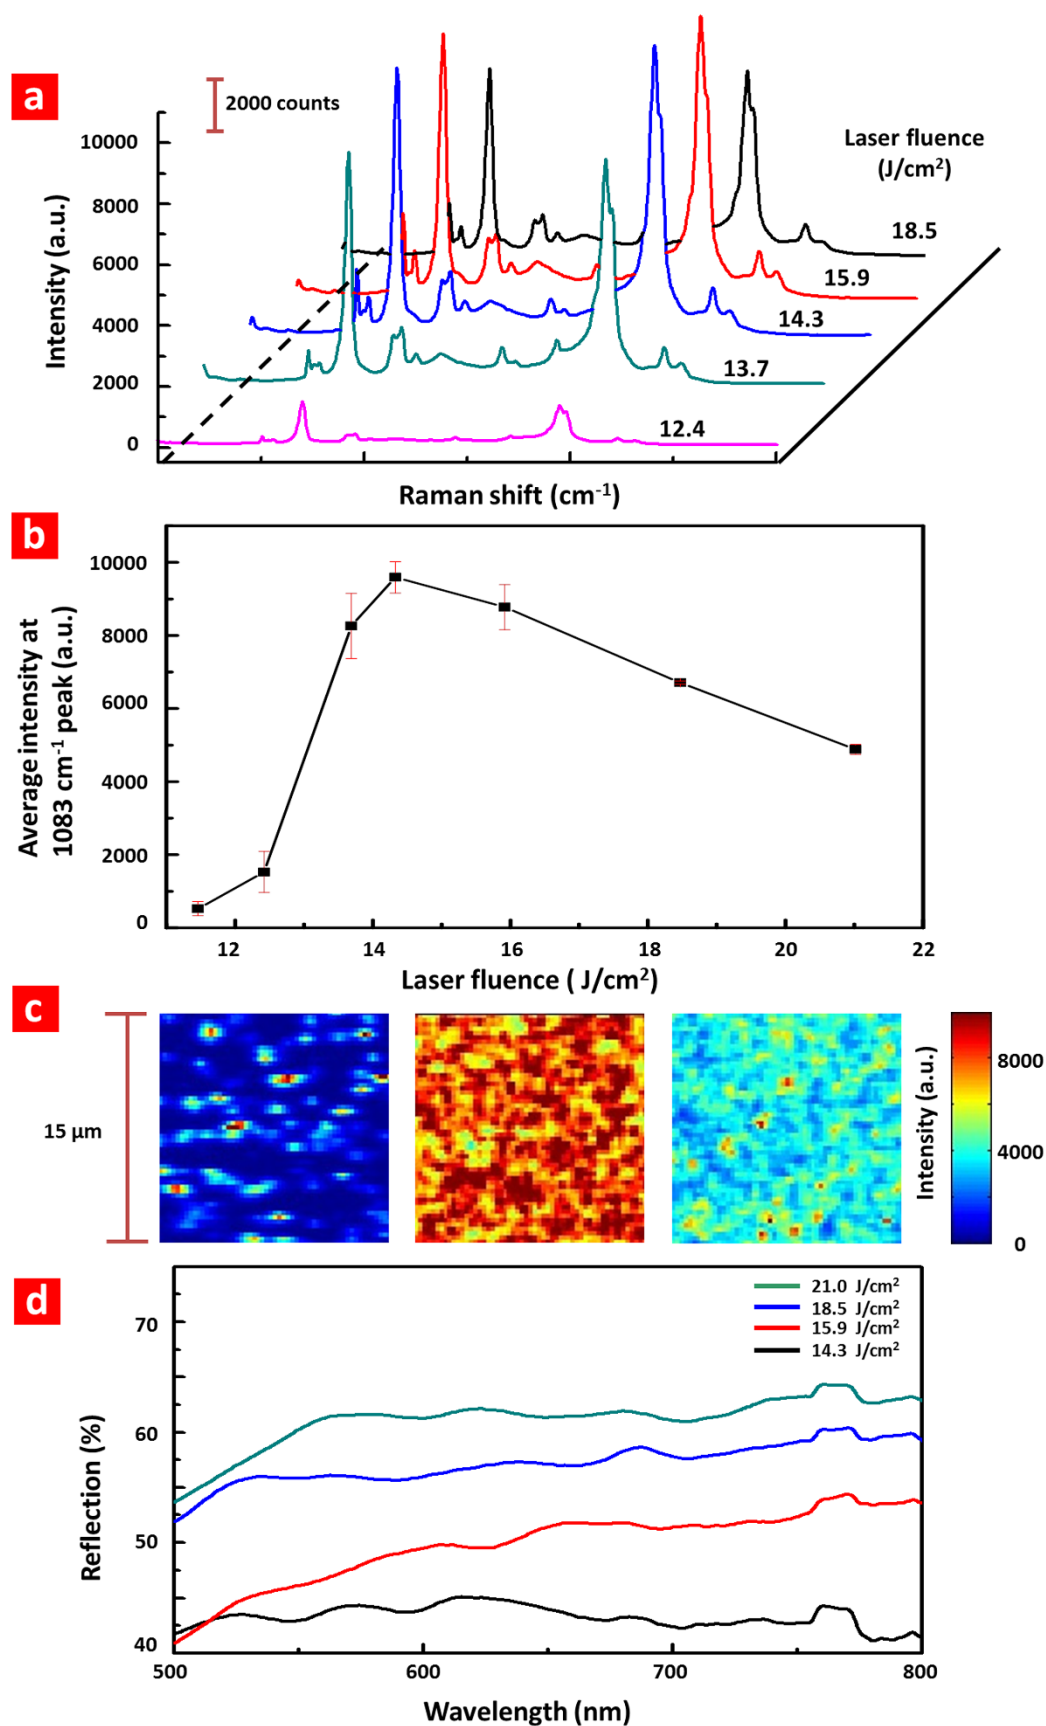 a
2000 counts
Laser fluence
(J/cm²)
Intensity (a.u.)
10000
8000
6000
4000
2000
0
18.5
15.9
14.3
13.7
12.4
Raman shift (cm⁻¹)
b
Average intensity at
1083 cm⁻¹ peak (a.u.)
10000
8000
6000
4000
2000
0
12
14
16
18
20
22
Laser fluence ( J/cm²)
c
15 µm
Intensity (a.u.)
8000
4000
0
d
21.0 J/cm²
18.5 J/cm²
15.9 J/cm²
14.3 J/cm²
Reflection (%)
70
60
50
40
500
600
700
800
Wavelength (nm)